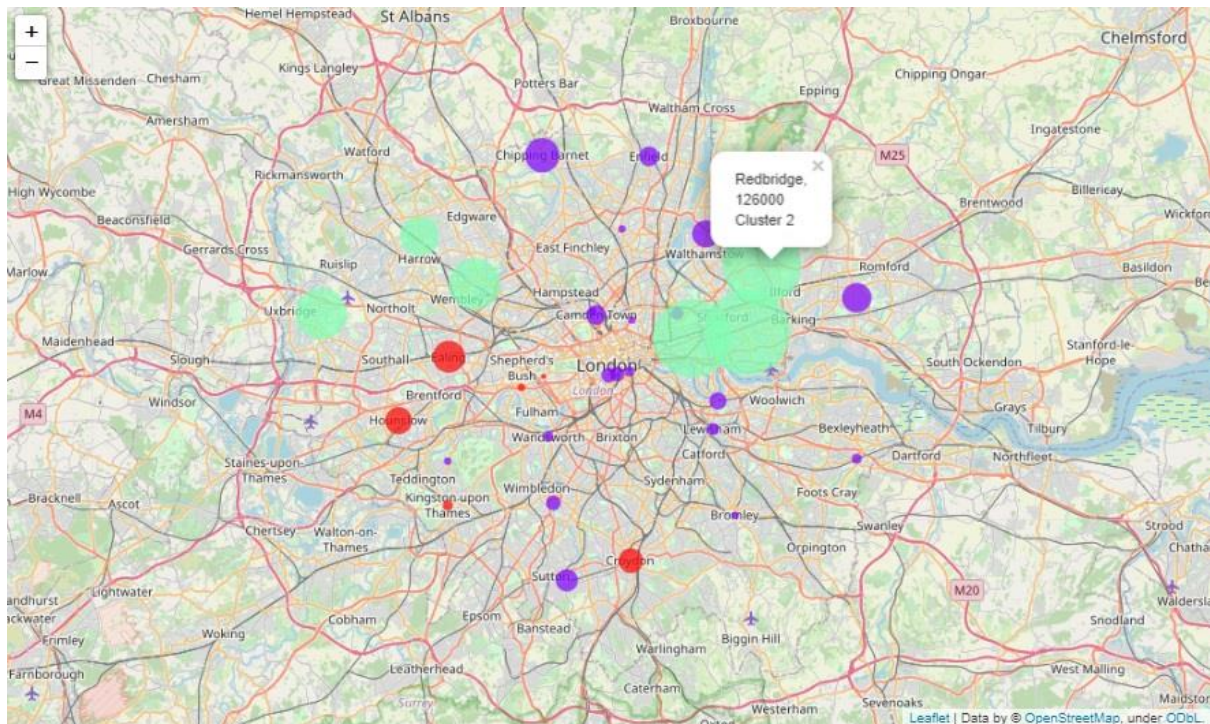 Hemel Hempstead
St Albans
Broxbourne
Chelmsford
+
−
Great Missenden
Chesham
Kings Langley
Potters Bar
Epping
Chipping Ongar
Waltham Cross
Amersham
Ingatestone
Watford
Chipping Barnet
Enfield
M25
Rickmansworth
High Wycombe
×
Redbridge,
126000
Cluster 2
Billericay
Beaconsfield
Brentwood
Edgware
Wickford
Gerrards Cross
East Finchley
Walthamstow
Harrow
Marlow
Ruislip
Romford
Basildon
Wembley
Hampstead
Ilford
Uxbridge
Northolt
Camden Town
Barking
Maidenhead
Slough
Southall
Ealing
Shepherd's
Bush
London
London
South Ockendon
Stanford-le-
Hope
Windsor
Brentford
M4
Fulham
Woolwich
Grays
Hounslow
Tilbury
Wandsworth
Brixton
Lewisham
Bexleyheath
Catford
Dartford
Northfleet
Staines-upon-
Thames
Teddington
Sydenham
Wimbledon
Foots Cray
Bracknell
Ascot
Kingston-upon
Thames
Chertsey
Walton-on-
Thames
Bromley
Swanley
Strood
Orpington
Croydon
Sutton
M20
Lightwater
Cobham
Epsom
Banstead
Biggin Hill
Snodland
Woking
Frimley
Warlingham
Leatherhead
West Malling
Farnborough
Caterham
Surrey
Sevenoaks
Leaflet | Data by © OpenStreetMap, under ODbL.